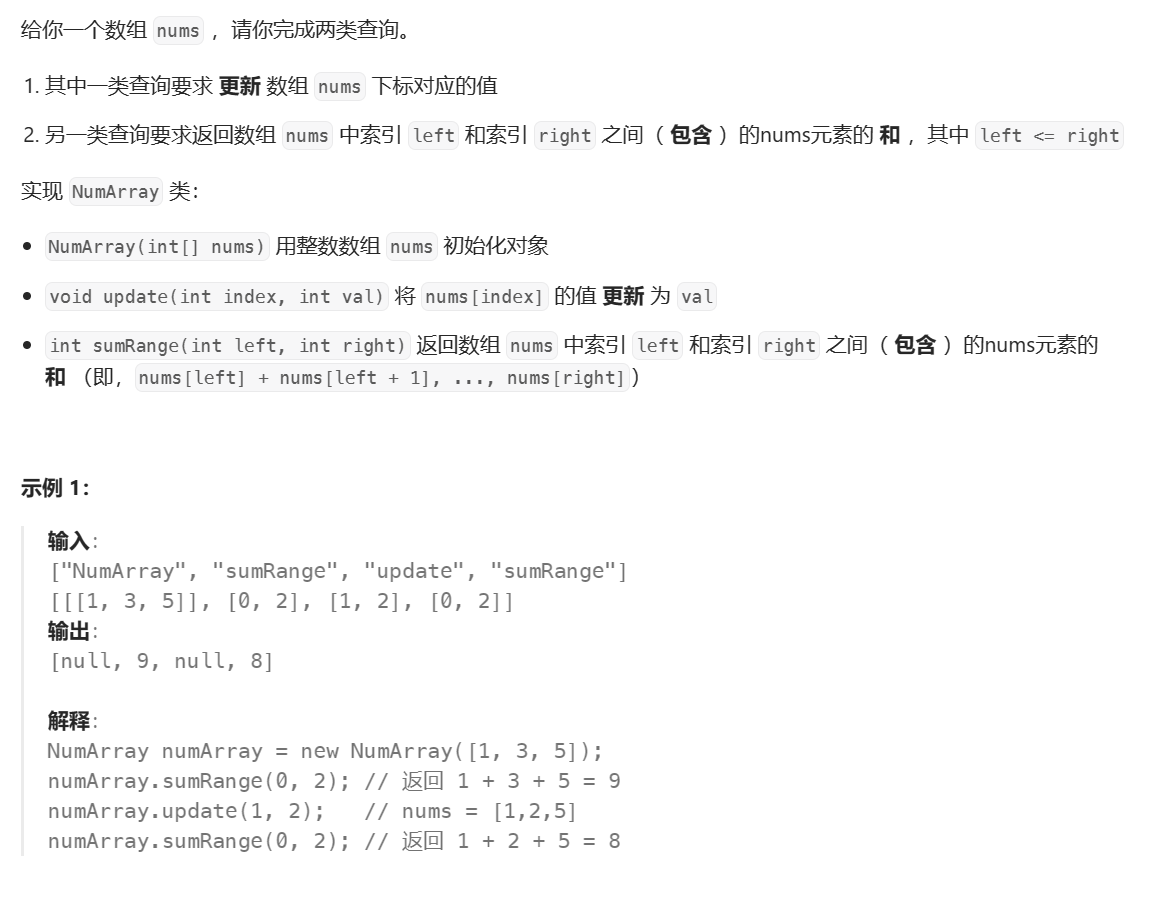 给你一个数组 nums ，请你完成两类查询。
1. 其中一类查询要求 更新 数组 nums 下标对应的值
2. 另一类查询要求返回数组 nums 中索引 left 和索引 right 之间（ 包含 ）的nums元素的 和 ，其中 left <= right
实现 NumArray 类：
• NumArray(int[] nums) 用整数数组 nums 初始化对象
• void update(int index, int val) 将 nums[index] 的值 更新 为 val
• int sumRange(int left, int right) 返回数组 nums 中索引 left 和索引 right 之间（ 包含 ）的nums元素的
和 （即，nums[left] + nums[left + 1], ..., nums[right]）
示例 1：
输入：
["NumArray", "sumRange", "update", "sumRange"]
[[[1, 3, 5]], [0, 2], [1, 2], [0, 2]]
输出：
[null, 9, null, 8]
解释：
NumArray numArray = new NumArray([1, 3, 5]);
numArray.sumRange(0, 2); // 返回 1 + 3 + 5 = 9
numArray.update(1, 2);   // nums = [1,2,5]
numArray.sumRange(0, 2); // 返回 1 + 2 + 5 = 8